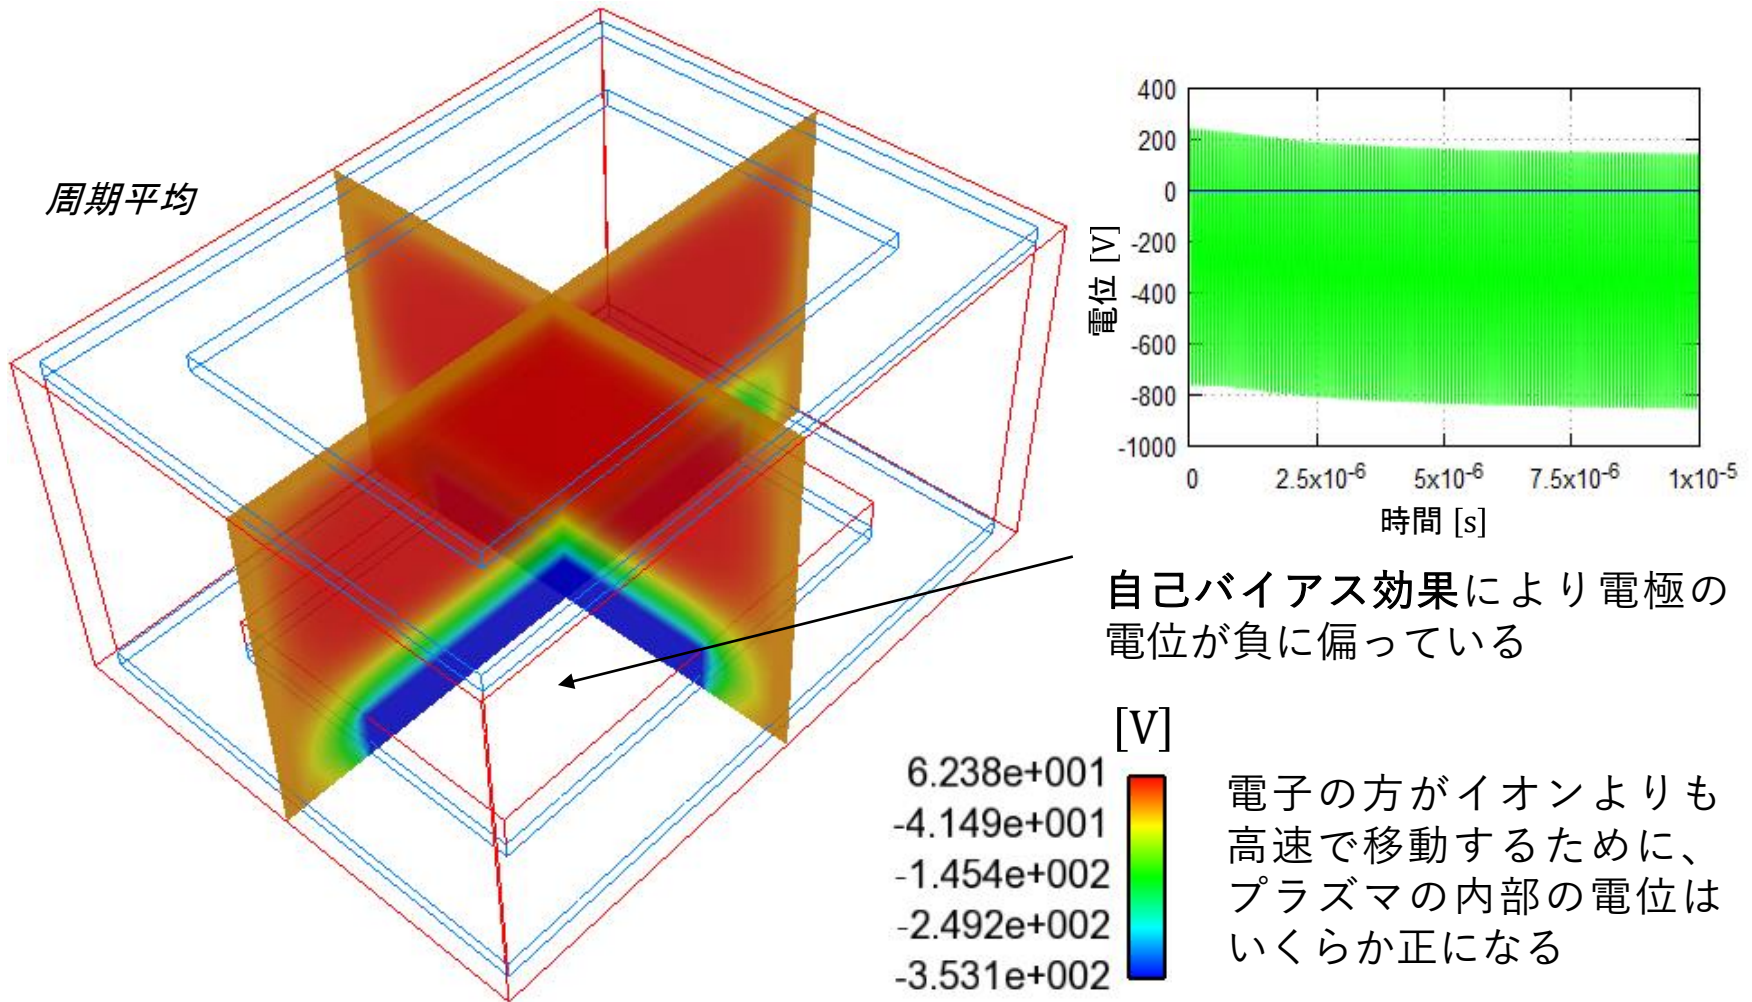 周期平均
400
200
0
-200
-400
-600
-800
-1000
電位 [V]
0 2.5x10⁻⁶ 5x10⁻⁶ 7.5x10⁻⁶ 1x10⁻⁵
時間 [s]
自己バイアス効果により電極の
電位が負に偏っている
[V]
6.238e+001
-4.149e+001
-1.454e+002
-2.492e+002
-3.531e+002
電子の方がイオンよりも
高速で移動するために、
プラズマの内部の電位は
いくらか正になる